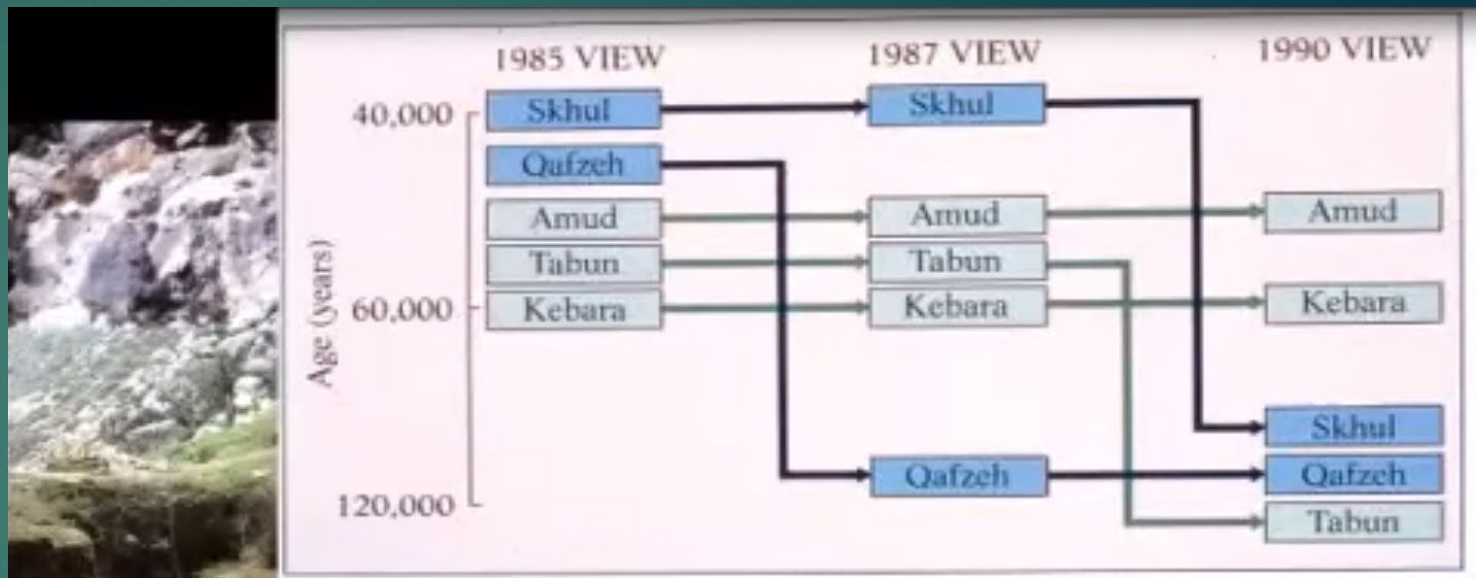 1985 VIEW
1987 VIEW
1990 VIEW
Age (years)
40,000
60,000
120,000
Skhul
Qafzeh
Amud
Tabun
Kebara
Skhul
Amud
Tabun
Kebara
Qafzeh
Amud
Kebara
Skhul
Qafzeh
Tabun